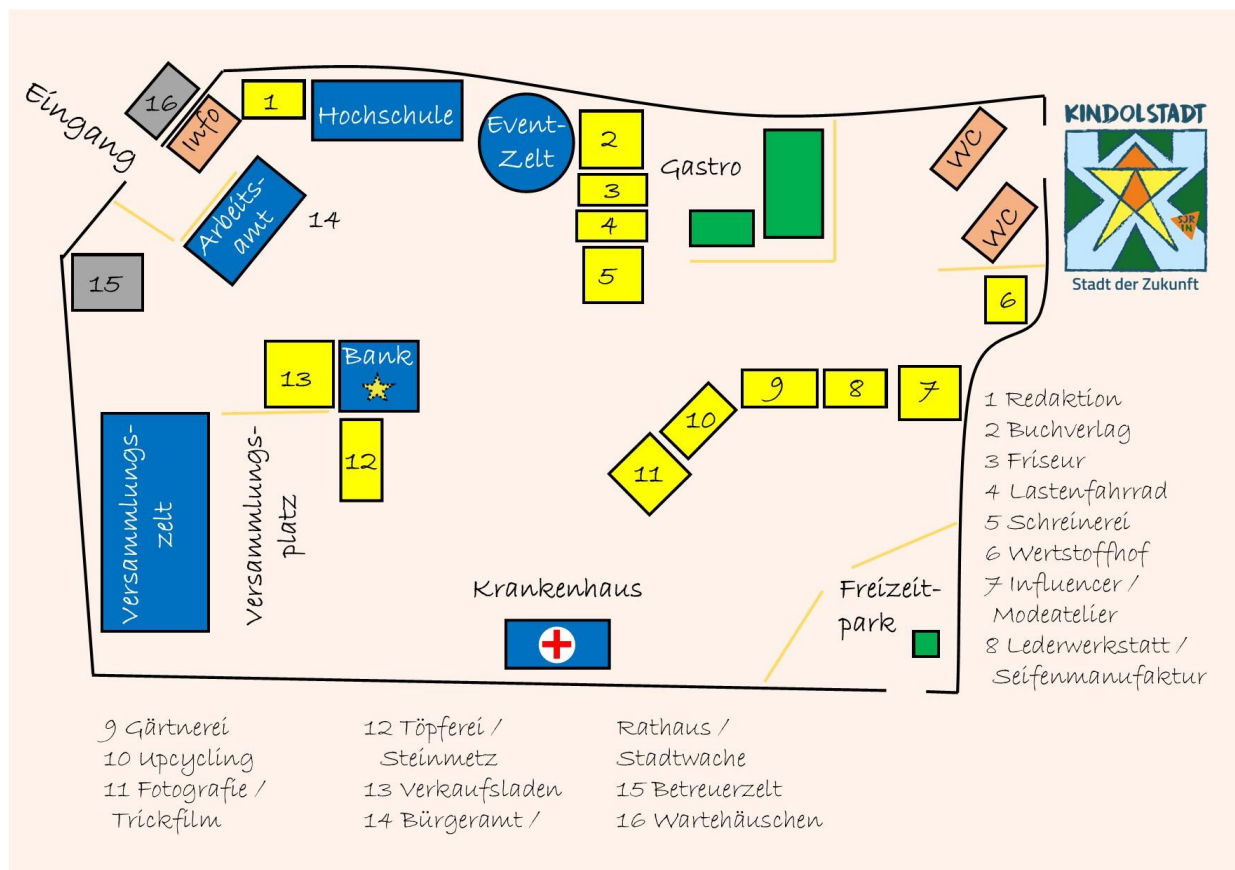 Eingang
16
Info
1
Hochschule
Event-
Zelt
2
3
4
5
Gastro
WC
WC
KINDOLSTADT
SJR
IN
Stadt der Zukunft
Arbeits-
amt
14
15
6
13
Bank
12
Versammlungs-
zelt
Versammlungs-
platz
11
10
9
8
7
Krankenhaus
Freizeit-
park
1 Redaktion
2 Buchverlag
3 Friseur
4 Lastenfahrrad
5 Schreinerei
6 Wertstoffhof
7 Influencer /
Modeatelier
8 Lederwerkstatt /
Seifenmanufaktur
9 Gärtnerei
10 Upcycling
11 Fotografie /
Trickfilm
12 Töpferei /
Steinmetz
13 Verkaufsladen
14 Bürgeramt /
Rathaus /
Stadtwache
15 Betreuerzelt
16 Wartehäuschen